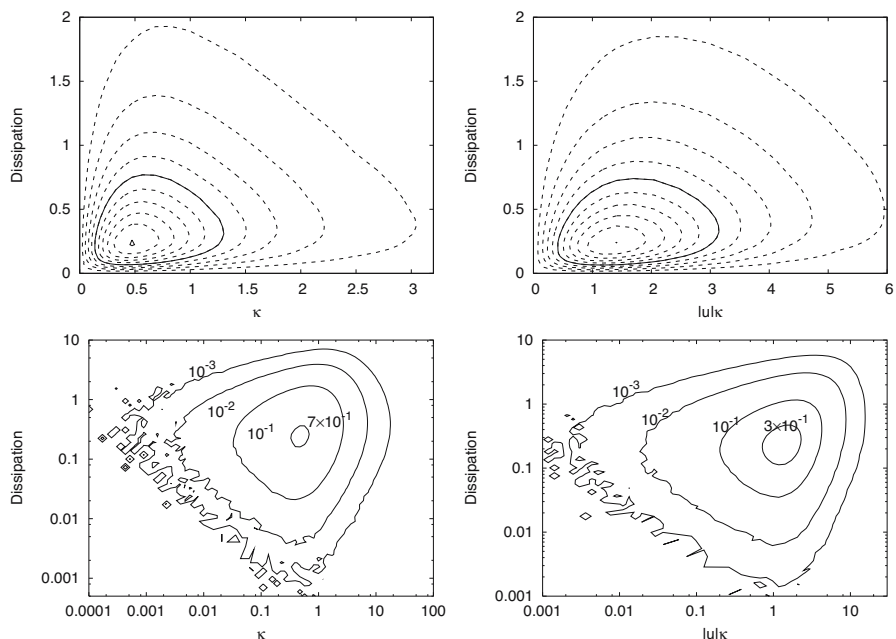 2
1.5
1
0.5
0
Dissipation
0 0.5 1 1.5 2 2.5 3
κ
2
1.5
1
0.5
0
Dissipation
0 1 2 3 4 5 6
|u|κ
10
1
0.1
0.01
0.001
Dissipation
10⁻³
10⁻²
10⁻¹
7×10⁻¹
0.0001 0.001 0.01 0.1 1 10 100
κ
10
1
0.1
0.01
0.001
Dissipation
10⁻³
10⁻²
10⁻¹
3×10⁻¹
0.001 0.01 0.1 1 10
|u|κ